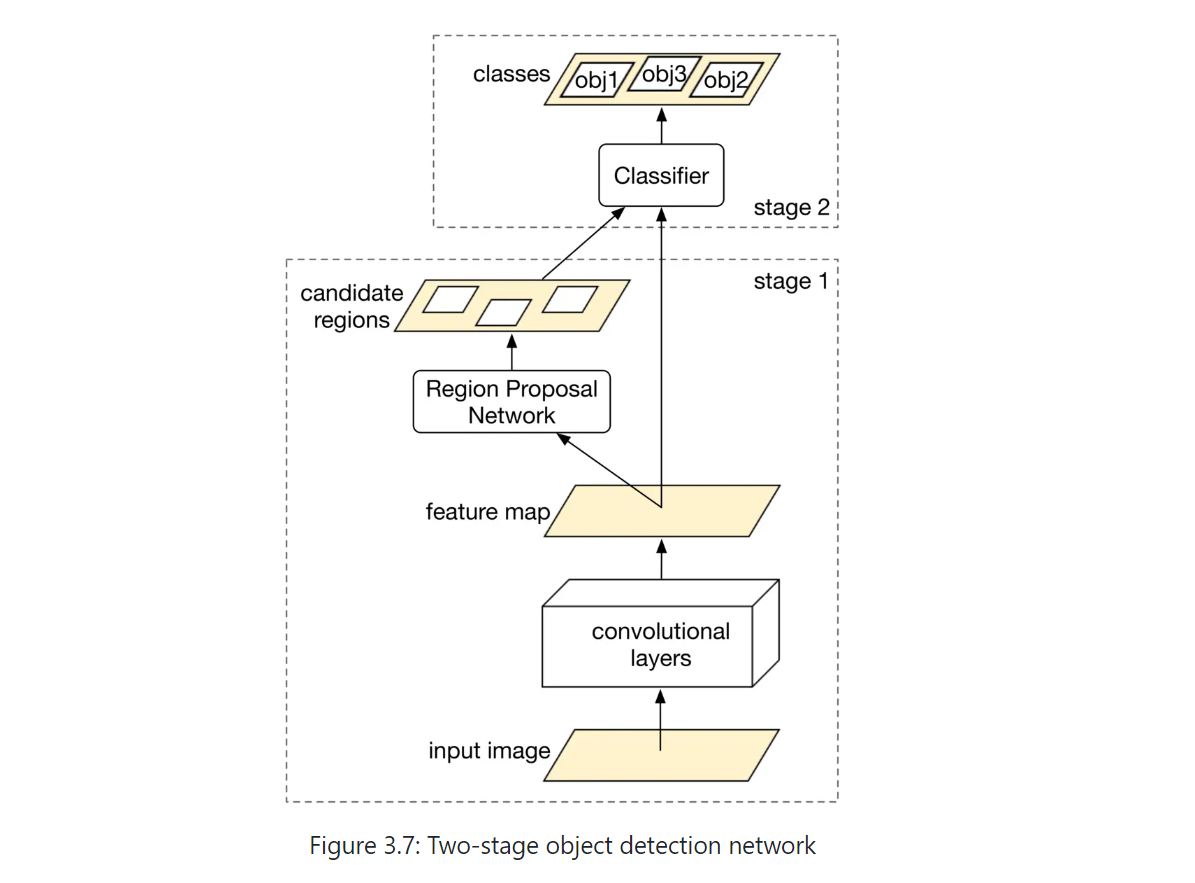 classes
obj1
obj3
obj2
Classifier
stage 2
stage 1
candidate
regions
Region Proposal
Network
feature map
convolutional
layers
input image
Figure 3.7: Two-stage object detection network